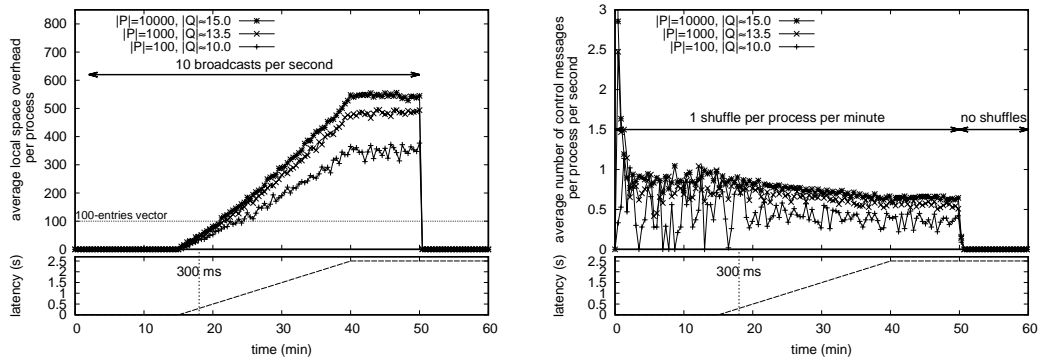 |P|=10000, |Q|≈15.0
|P|=1000, |Q|≈13.5
|P|=100, |Q|≈10.0
10 broadcasts per second
100-entries vector
average local space overhead
per process
800
700
600
500
400
300
200
100
0
300 ms
latency (s)
2.5
2
1.5
1
0.5
0
0 10 20 30 40 50 60
time (min)
|P|=10000, |Q|≈15.0
|P|=1000, |Q|≈13.5
|P|=100, |Q|≈10.0
1 shuffle per process per minute
no shuffles
average number of control messages
per process per second
3
2.5
2
1.5
1
0.5
0
300 ms
latency (s)
2.5
2
1.5
1
0.5
0
0 10 20 30 40 50 60
time (min)